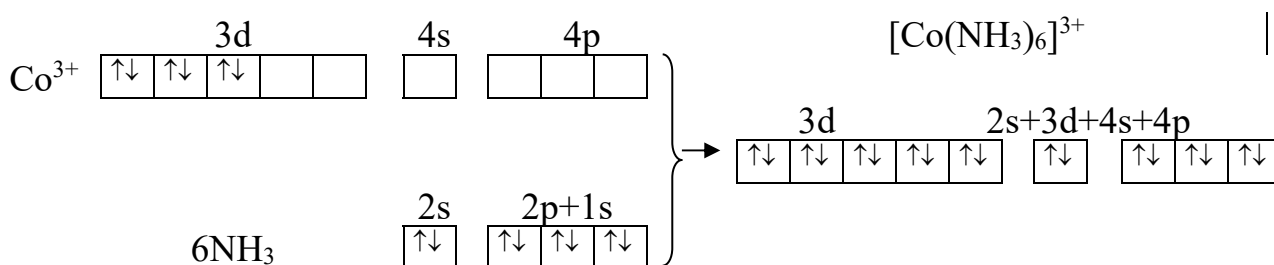 3d 4s 4p [Co(NH₃)₆]³⁺
Co³⁺ ↑↓ ↑↓ ↑↓
3d 2s+3d+4s+4p
↑↓ ↑↓ ↑↓ ↑↓ ↑↓ ↑↓ ↑↓ ↑↓ ↑↓
2s 2p+1s
6NH₃ ↑↓ ↑↓ ↑↓ ↑↓